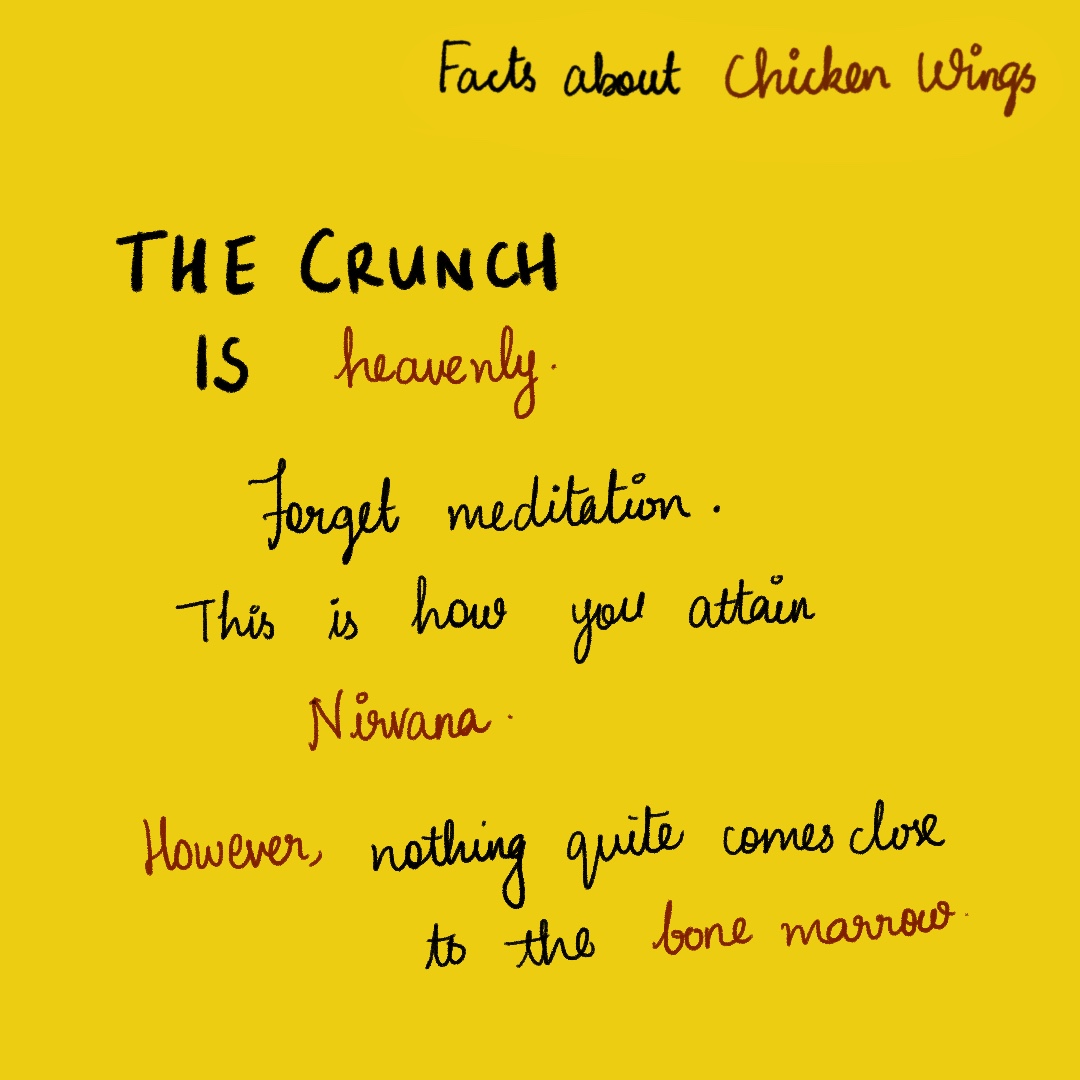 Facts about Chicken Wings
THE CRUNCH
IS heavenly.
Forget meditation.
This is how you attain
Nirvana.
However, nothing quite comes close
to the bone marrow.